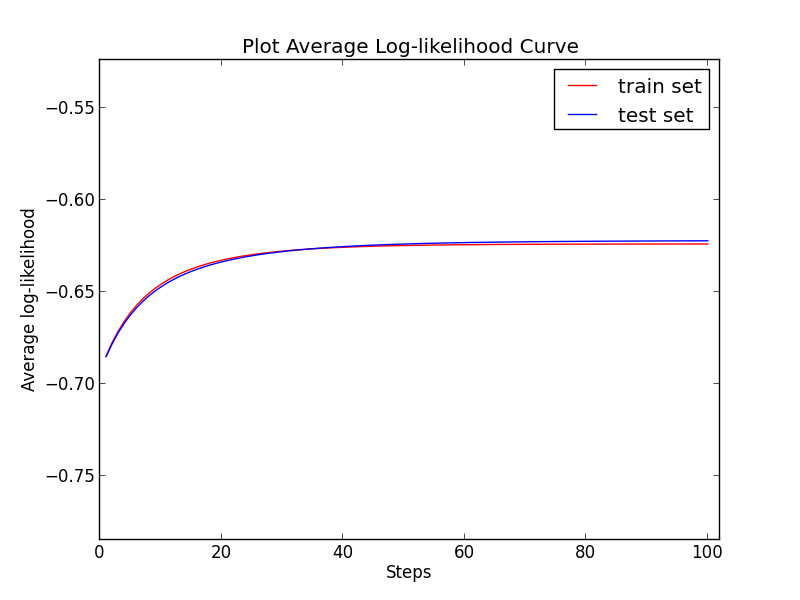 Plot Average Log-likelihood Curve
train set
test set
Average log-likelihood
−0.55
−0.60
−0.65
−0.70
−0.75
0 20 40 60 80 100
Steps